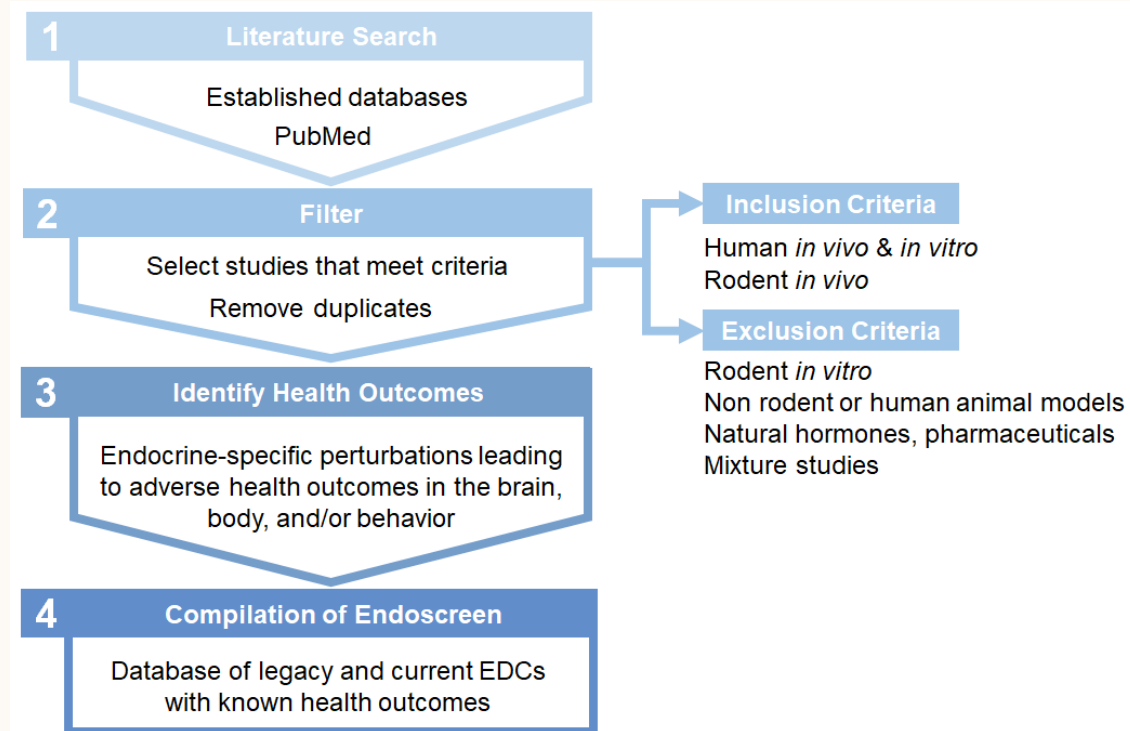 1
Literature Search
Established databases
PubMed
2
Filter
Select studies that meet criteria
Remove duplicates
Inclusion Criteria
Human in vivo & in vitro
Rodent in vivo
Exclusion Criteria
Rodent in vitro
Non rodent or human animal models
Natural hormones, pharmaceuticals
Mixture studies
3
Identify Health Outcomes
Endocrine-specific perturbations leading
to adverse health outcomes in the brain,
body, and/or behavior
4
Compilation of Endoscreen
Database of legacy and current EDCs
with known health outcomes